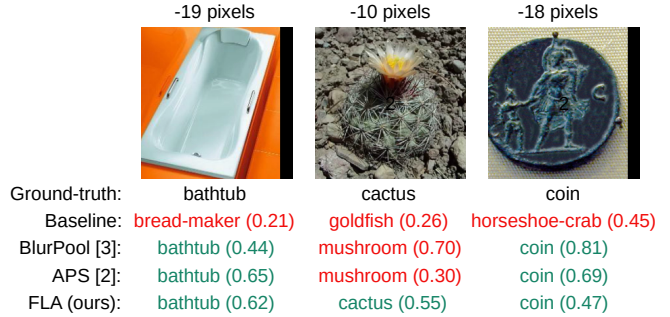 -19 pixels -10 pixels -18 pixels
2 2
Ground-truth: bathtub cactus coin
Baseline: bread-maker (0.21) goldfish (0.26) horseshoe-crab (0.45)
BlurPool [3]: bathtub (0.44) mushroom (0.70) coin (0.81)
APS [2]: bathtub (0.65) mushroom (0.30) coin (0.69)
FLA (ours): bathtub (0.62) cactus (0.55) coin (0.47)